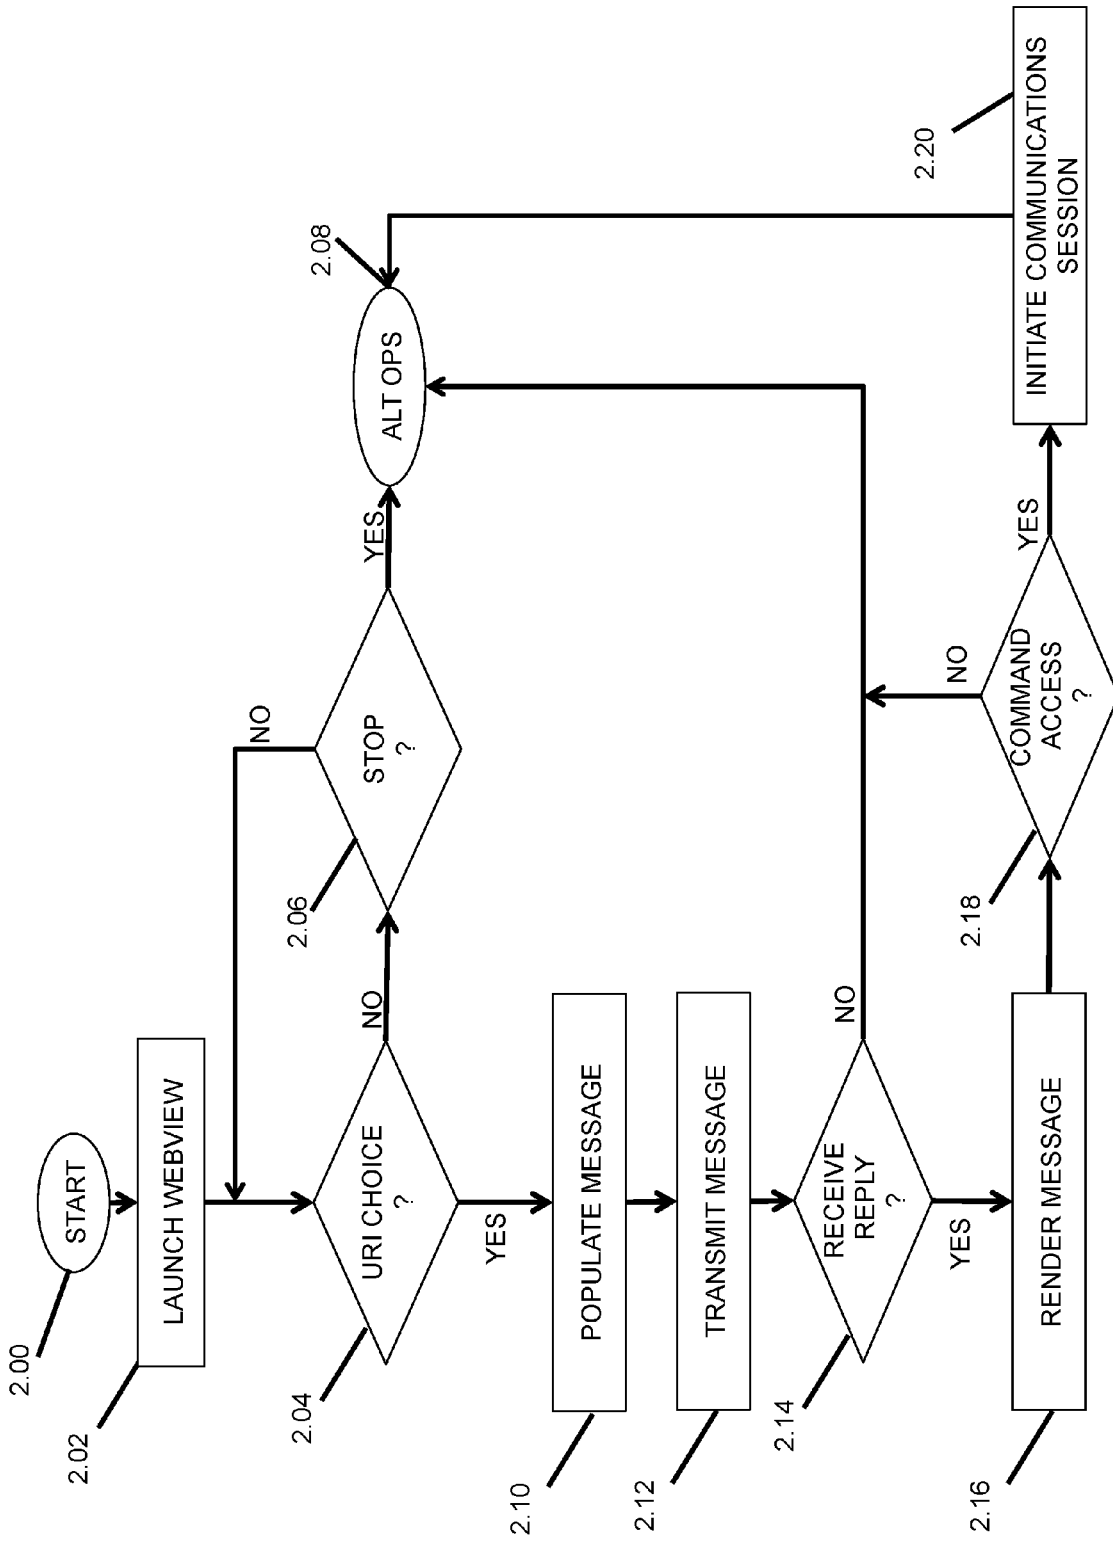 2.00
START
2.02
LAUNCH WEBVIEW
NO
2.04
URI CHOICE
?
NO
2.06
STOP
?
YES
ALT OPS
2.08
YES
2.10
POPULATE MESSAGE
2.12
TRANSMIT MESSAGE
2.14
RECEIVE
REPLY
?
NO
YES
2.16
RENDER MESSAGE
2.18
COMMAND
ACCESS
?
NO
YES
INITIATE COMMUNICATIONS
SESSION
2.20